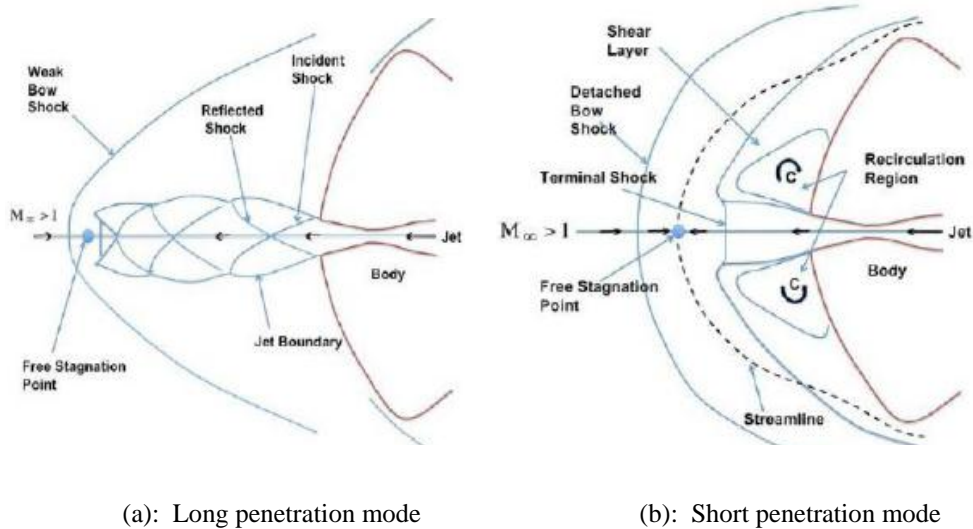 Weak
Bow
Shock
Incident
Shock
Reflected
Shock
M∞ > 1
Jet
Body
Jet Boundary
Free Stagnation
Point
Shear
Layer
Detached
Bow
Shock
Terminal Shock
C
Recirculation
Region
M∞ > 1
Jet
Free Stagnation
Point
C
Body
Streamline
(a): Long penetration mode
(b): Short penetration mode